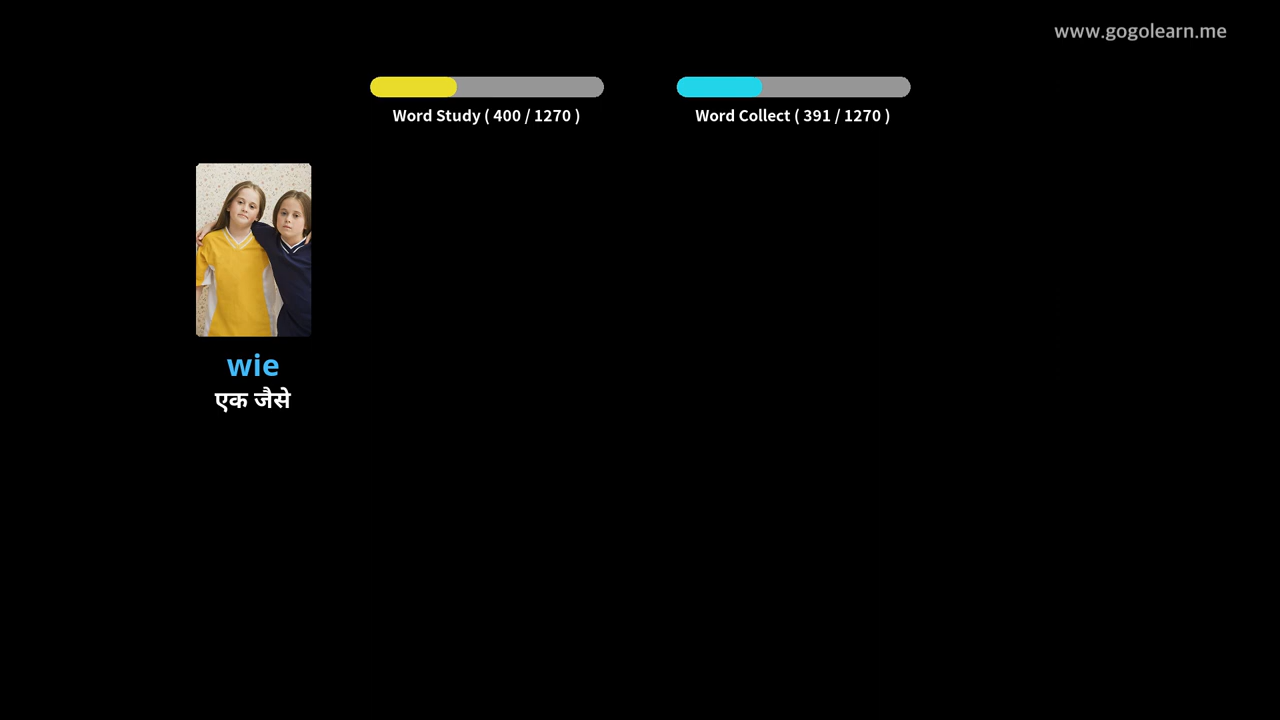 www.gogolearn.me
Word Study ( 400 / 1270 )
Word Collect ( 391 / 1270 )
wie
एक जैसे